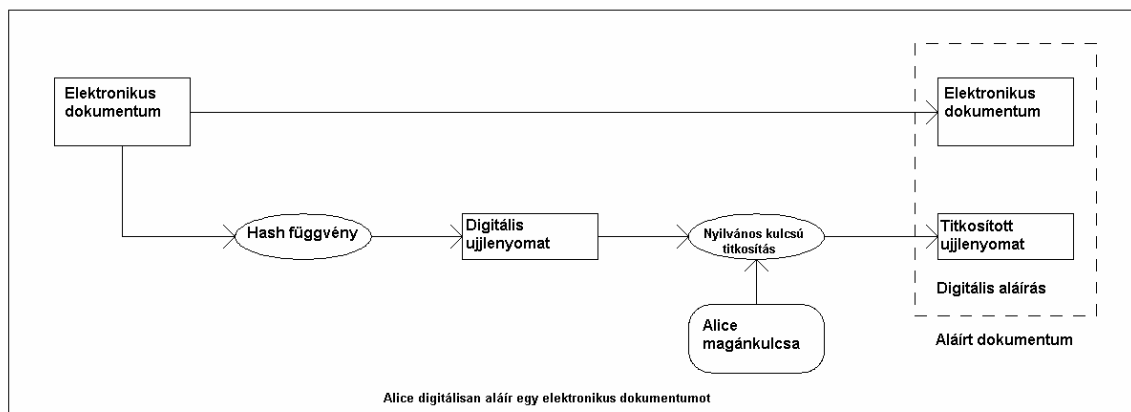 Elektronikus
dokumentum
Elektronikus
dokumentum
Hash függvény
Digitális
ujjlenyomat
Nyilvános kulcsú
titkosítás
Titkosított
ujjlenyomat
Digitális aláírás
Alice
magánkulcsa
Aláírt dokumentum
Alice digitálisan aláír egy elektronikus dokumentumot